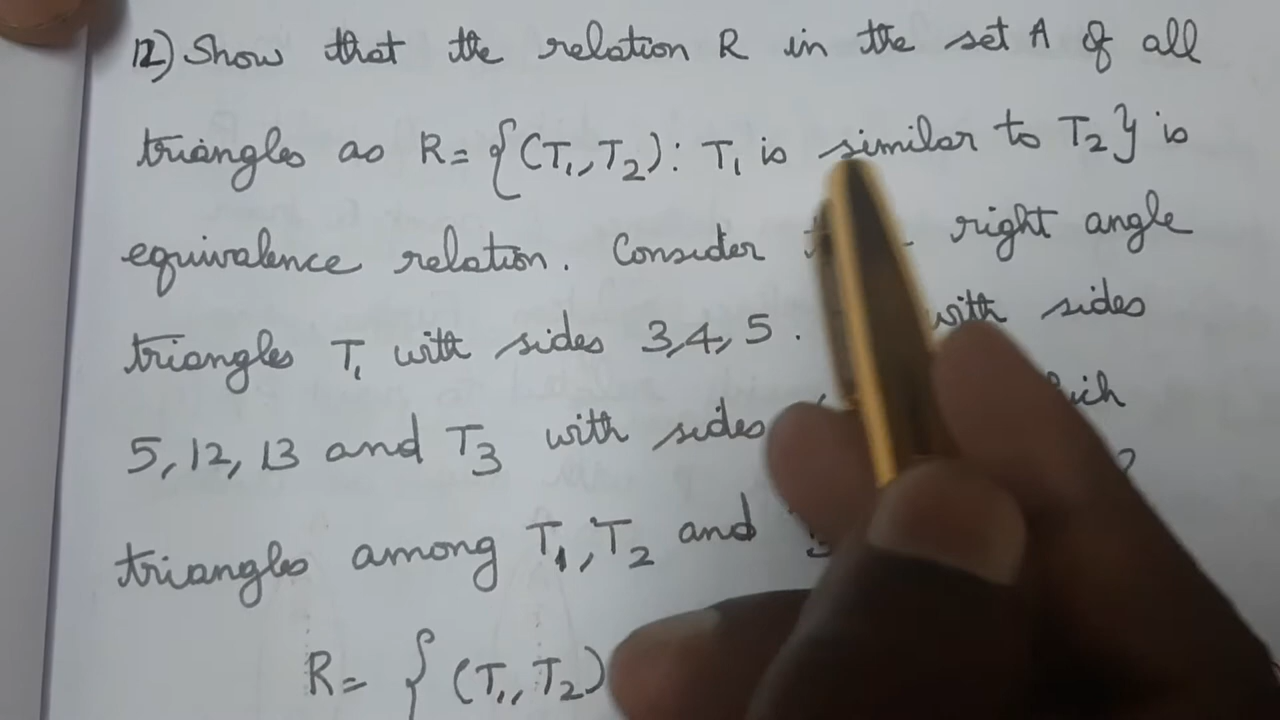 12) Show that the relation R in the set A of all
triangles as R = {(T1, T2) : T1 is similar to T2} is
equivalence relation. Consider right angle
triangles T1 with sides 3,4,5. with sides
5,12,13 and T3 with sides
triangles among T1, T2 and
R = { (T1, T2)